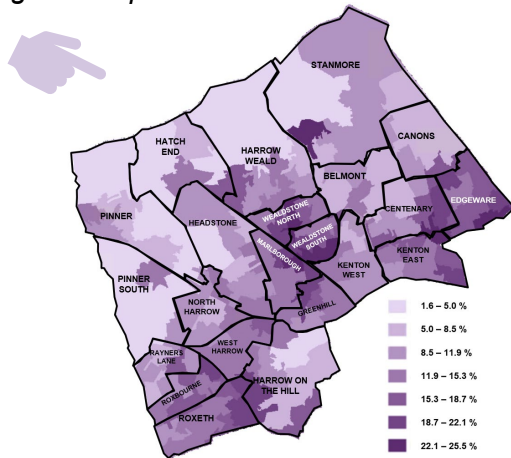 STANMORE
HATCH
END
HARROW
WEALD
CANONS
BELMONT
PINNER
HEADSTONE
WEALDSTONE
NORTH
CENTENARY
EDGEWARE
WEALDSTONE
SOUTH
MARLBOROUGH
KENTON
EAST
KENTON
WEST
PINNER
SOUTH
NORTH
HARROW
GREENHILL
RAYNERS
LANE
WEST
HARROW
ROXBOURNE
HARROW ON
THE HILL
ROXETH
1.6 – 5.0 %
5.0 – 8.5 %
8.5 – 11.9 %
11.9 – 15.3 %
15.3 – 18.7 %
18.7 – 22.1 %
22.1 – 25.5 %